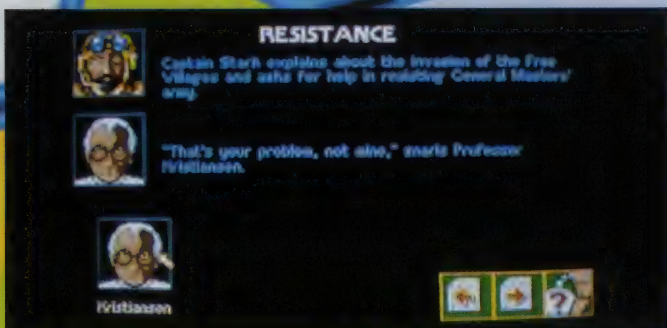 RESISTANCE
Captain Stark explains about the invasion of the Free
Villages and asks for help in resisting General Masters'
army.
"That's your problem, not mine," snarls Professor
Kristiansen.
Kristiansen
?